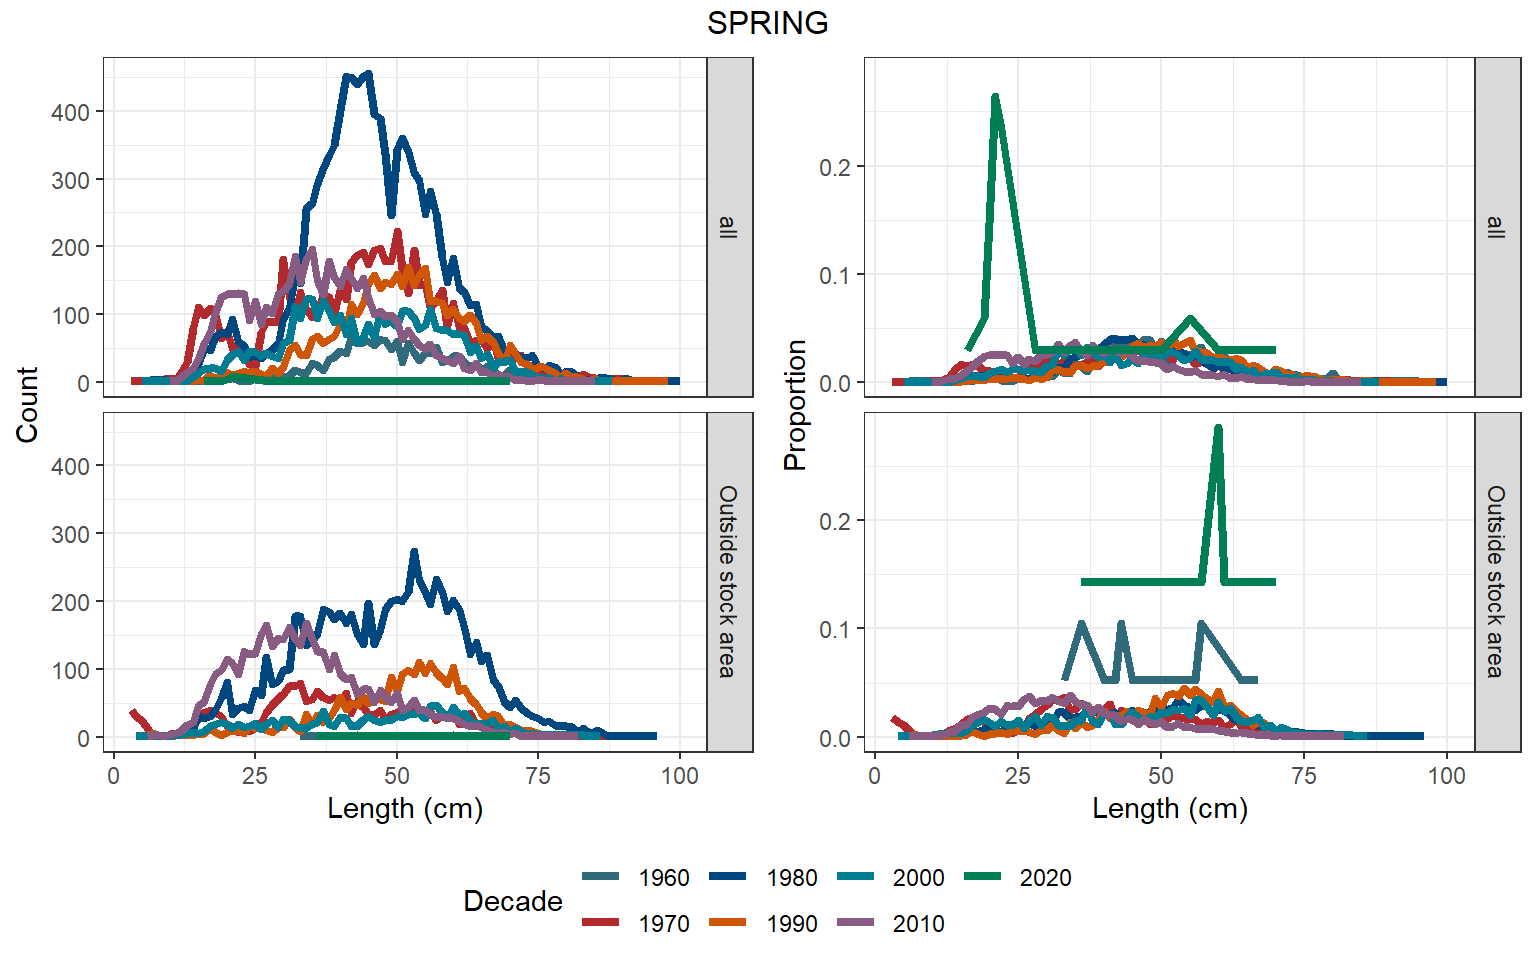 SPRING
Count
400
300
200
100
0
all
400
300
200
100
0
Outside stock area
0 25 50 75 100
Length (cm)
Proportion
0.2
0.1
0.0
all
0.2
0.1
0.0
Outside stock area
0 25 50 75 100
Length (cm)
Decade
1960 1980 2000 2020
1970 1990 2010